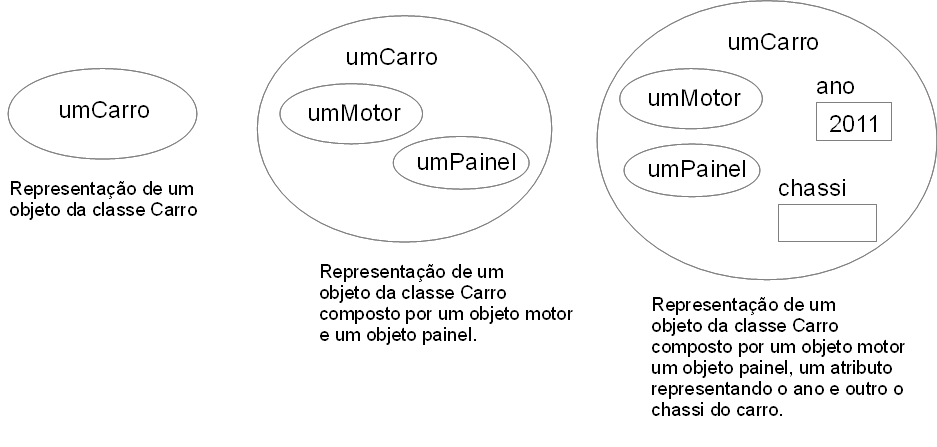 umCarro
Representação de um
objeto da classe Carro
umCarro
umMotor
umPainel
Representação de um
objeto da classe Carro
composto por um objeto motor
e um objeto painel.
umCarro
umMotor
ano
2011
umPainel
chassi
Representação de um
objeto da classe Carro
composto por um objeto motor
um objeto painel, um atributo
representando o ano e outro o
chassi do carro.